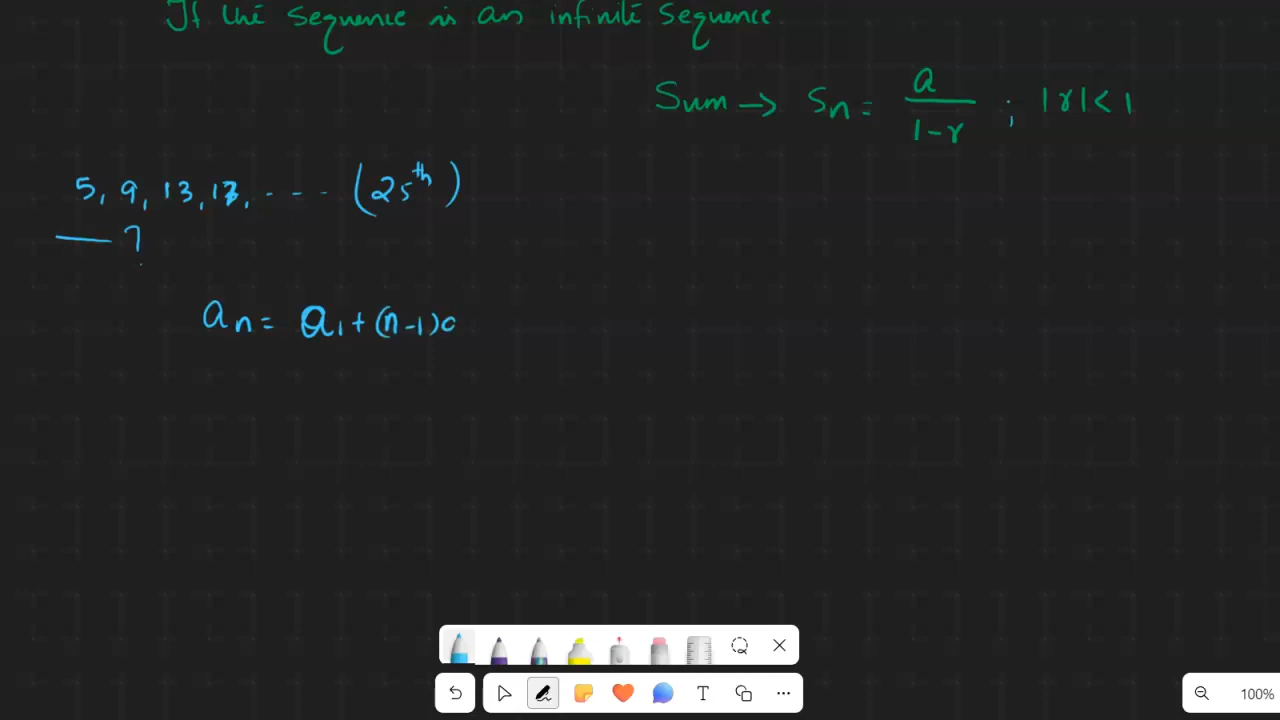 If the sequence is an infinite sequence
Sum → Sn = a / 1-r ; |r| < 1
5, 9, 13, 17, - - - (25th)
— ?
an = a1 + (n-1)
100%